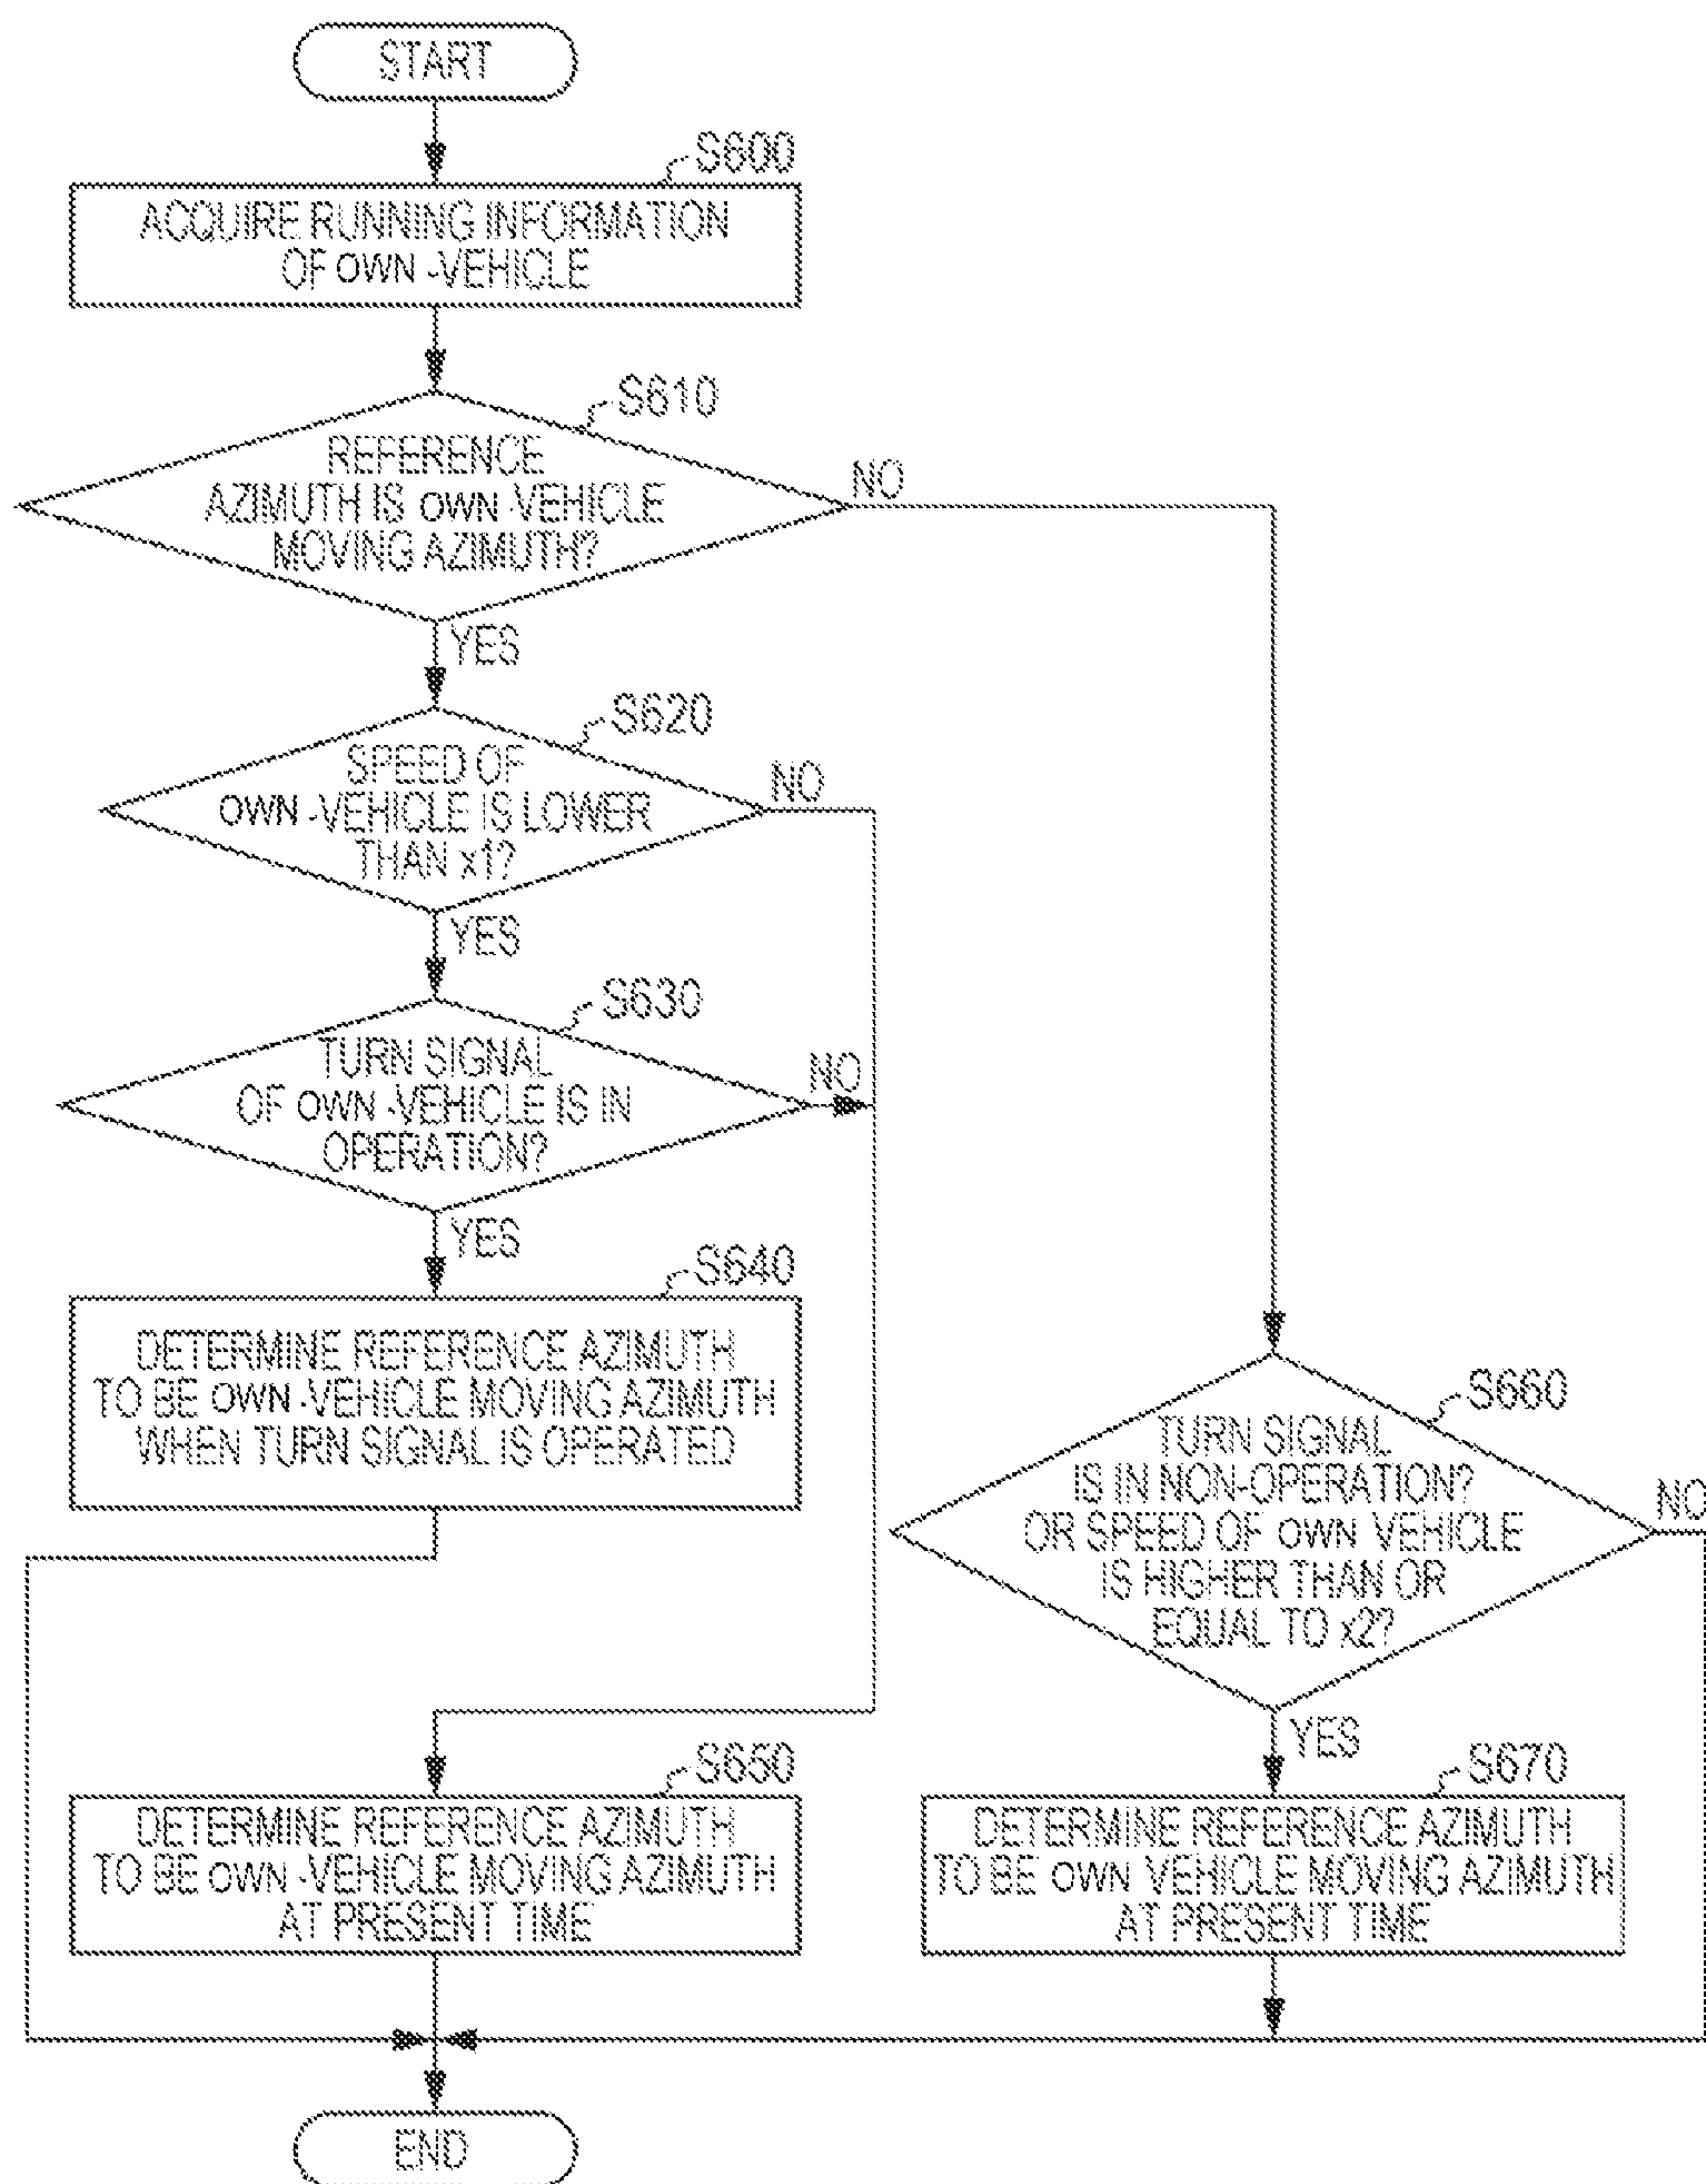 START
S600
ACQUIRE RUNNING INFORMATION
OF OWN-VEHICLE
S610
REFERENCE
AZIMUTH IS OWN-VEHICLE
MOVING AZIMUTH?
NO
YES
S620
SPEED OF
OWN-VEHICLE IS LOWER
THAN x1?
NO
YES
S630
TURN SIGNAL
OF OWN-VEHICLE IS IN
OPERATION?
NO
YES
S640
DETERMINE REFERENCE AZIMUTH
TO BE OWN-VEHICLE MOVING AZIMUTH
WHEN TURN SIGNAL IS OPERATED
S660
TURN SIGNAL
IS IN NON-OPERATION?
OR SPEED OF OWN VEHICLE
IS HIGHER THAN OR
EQUAL TO x2?
NO
YES
S650
DETERMINE REFERENCE AZIMUTH
TO BE OWN-VEHICLE MOVING AZIMUTH
AT PRESENT TIME
S670
DETERMINE REFERENCE AZIMUTH
TO BE OWN VEHICLE MOVING AZIMUTH
AT PRESENT TIME
END